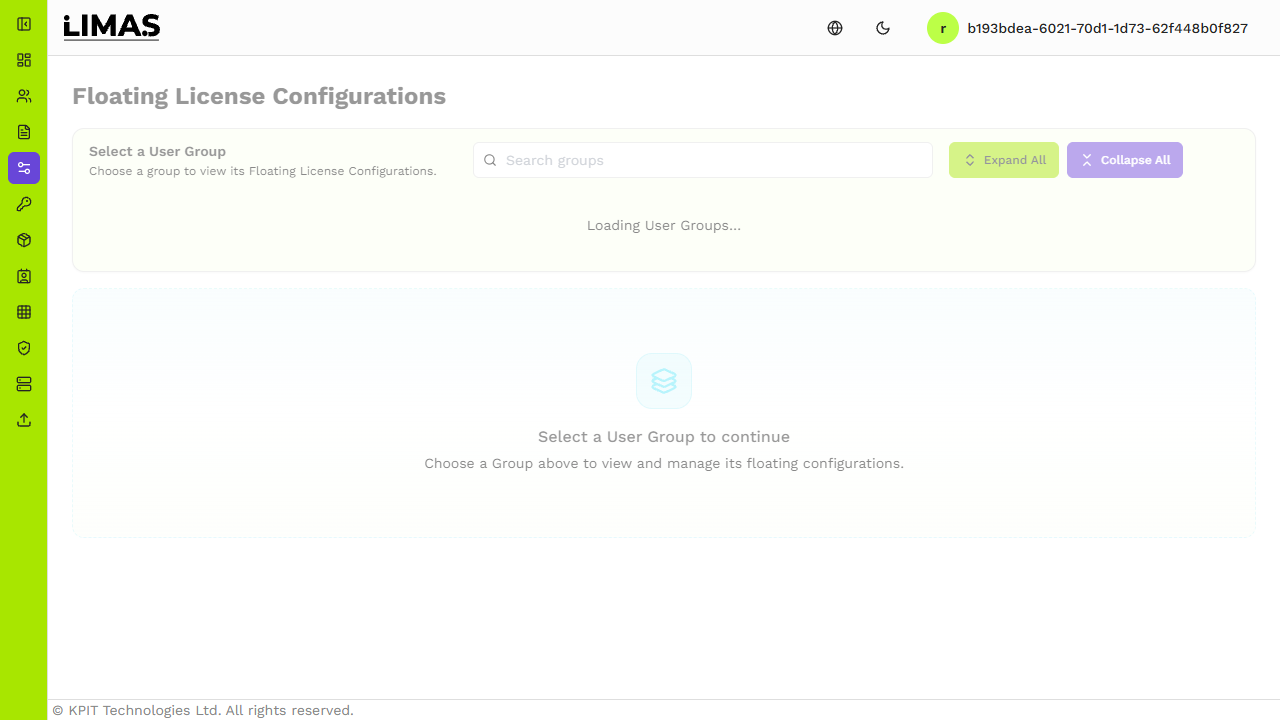 LIMAS
r
b193bdea-6021-70d1-1d73-62f448b0f827
Floating License Configurations
Select a User Group
Choose a group to view its Floating License Configurations.
Search groups
Expand All
Collapse All
Loading User Groups...
Select a User Group to continue
Choose a Group above to view and manage its floating configurations.
© KPIT Technologies Ltd. All rights reserved.